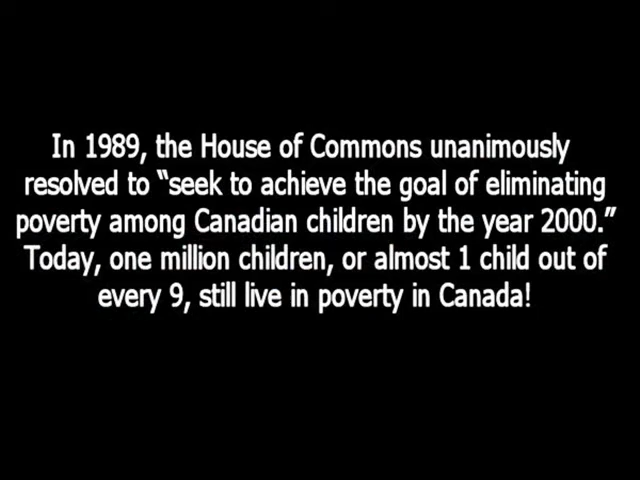 In 1989, the House of Commons unanimously
resolved to “seek to achieve the goal of eliminating
poverty among Canadian children by the year 2000.”
Today, one million children, or almost 1 child out of
every 9, still live in poverty in Canada!